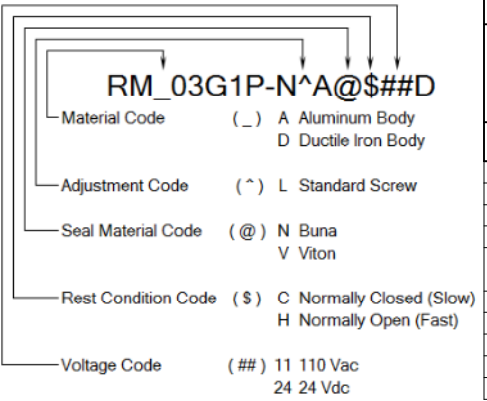 RM_03G1P-N^A@$##D
Material Code (_) A Aluminum Body
D Ductile Iron Body
Adjustment Code (^) L Standard Screw
Seal Material Code (@) N Buna
V Viton
Rest Condition Code ($) C Normally Closed (Slow)
H Normally Open (Fast)
Voltage Code (##) 11 110 Vac
24 24 Vdc